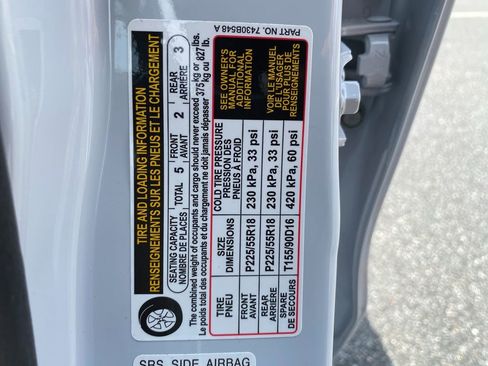 TIRE AND LOADING INFORMATION
RENSEIGNEMENTS SUR LES PNEUS ET LE CHARGEMENT
SEATING CAPACITY TOTAL 5 FRONT 2 REAR 3
NOMBRE DE PLACES AVANT ARRIÈRE
The combined weight of occupants and cargo should never exceed 375 kg or 827 lbs.
Le poids total des occupants et du chargement ne doit jamais dépasser 375 kg ou 827 lb.
TIRE SIZE COLD TIRE PRESSURE
PNEU DIMENSIONS PRESSION DES
PNEUS A FROID
FRONT P225/55R18 230 kPa, 33 psi
AVANT
REAR P225/55R18 230 kPa, 33 psi
ARRIÈRE
SPARE T155/90D16 420 kPa, 60 psi
DE SECOURS
SEE OWNER'S
MANUAL FOR
ADDITIONAL
INFORMATION
VOIR LE MANUEL
DE L'USAGER
POUR PLUS DE
RENSEIGNEMENTS
PART NO. 7430B548 A
SRS SIDE AIRBAG